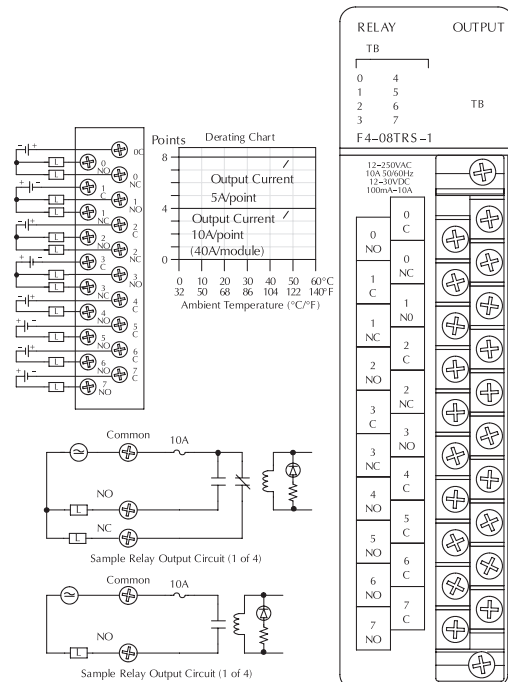 0C
0
NO
0
NC
1
C
1
NO
1
NC
2
C
2
NO
2
NC
3
C
3
NO
3
NC
4
C
4
NO
5
C
5
NO
6
C
6
NO
7
C
7
NO
L
L
L
L
L
L
L
L
L
L
L
L
Points
Derating Chart
8
4
0
Output Current
5A/point
Output Current
10A/point
(40A/module)
0 10 20 30 40 50 60°C
32 50 68 86 104 122 140°F
Ambient Temperature (°C/°F)
Common
10A
NO
L
NC
L
Sample Relay Output Circuit (1 of 4)
Common
10A
NO
L
Sample Relay Output Circuit (1 of 4)
RELAY OUTPUT
TB
0 4
1 5
2 6
3 7
TB
F4–08TRS–1
12–250VAC
10A 50/60Hz
12–30VDC
100mA–10A
0
C
0
NO
0
NC
1
C
1
N0
1
NC
2
C
2
NO
2
NC
3
C
3
NO
3
NC
4
C
4
NO
5
C
5
NO
6
C
6
NO
7
C
7
NO